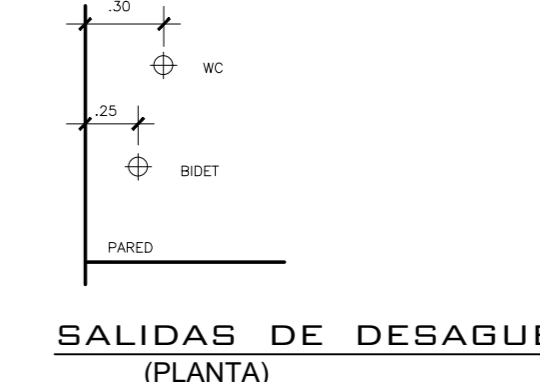 .30
WC
.25
BIDET
PARED
SALIDAS DE DESAGUE
(PLANTA)